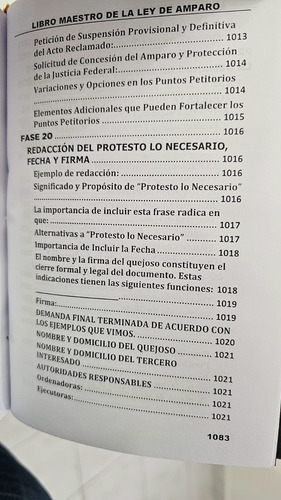 LIBRO MAESTRO DE LA LEY DE AMPARO
Petición de Suspensión Provisional y Definitiva
del Acto Reclamado:.......................... 1013
Solicitud de Concesión del Amparo y Protección
de la Justicia Federal:.......................... 1014
Variaciones y Opciones en los Puntos Petitorios
.......................... 1014
Elementos Adicionales que Pueden Fortalecer los
Puntos Petitorios .......................... 1015
FASE 20 .......................... 1016
REDACCIÓN DEL PROTESTO LO NECESARIO,
FECHA Y FIRMA .......................... 1016
Ejemplo de redacción: .......................... 1016
Significado y Propósito de "Protesto lo Necesario"
.......................... 1016
La importancia de incluir esta frase radica en
que: .......................... 1017
Alternativas a "Protesto lo Necesario" .......... 1017
Importancia de Incluir la Fecha .......... 1018
El nombre y la firma del quejoso constituyen el
cierre formal y legal del documento. Estas
indicaciones tienen las siguientes funciones: 1018
.......................... 1019
Firma: .......................... 1019
DEMANDA FINAL TERMINADA DE ACUERDO CON
LOS EJEMPLOS QUE VIMOS. .......... 1020
NOMBRE Y DOMICILIO DEL QUEJOSO .......... 1021
NOMBRE Y DOMICILIO DEL TERCERO
INTERESADO .......................... 1021
AUTORIDADES RESPONSABLES .......... 1021
Ordenadoras: .......................... 1021
Ejecutoras: .......................... 1021
1083